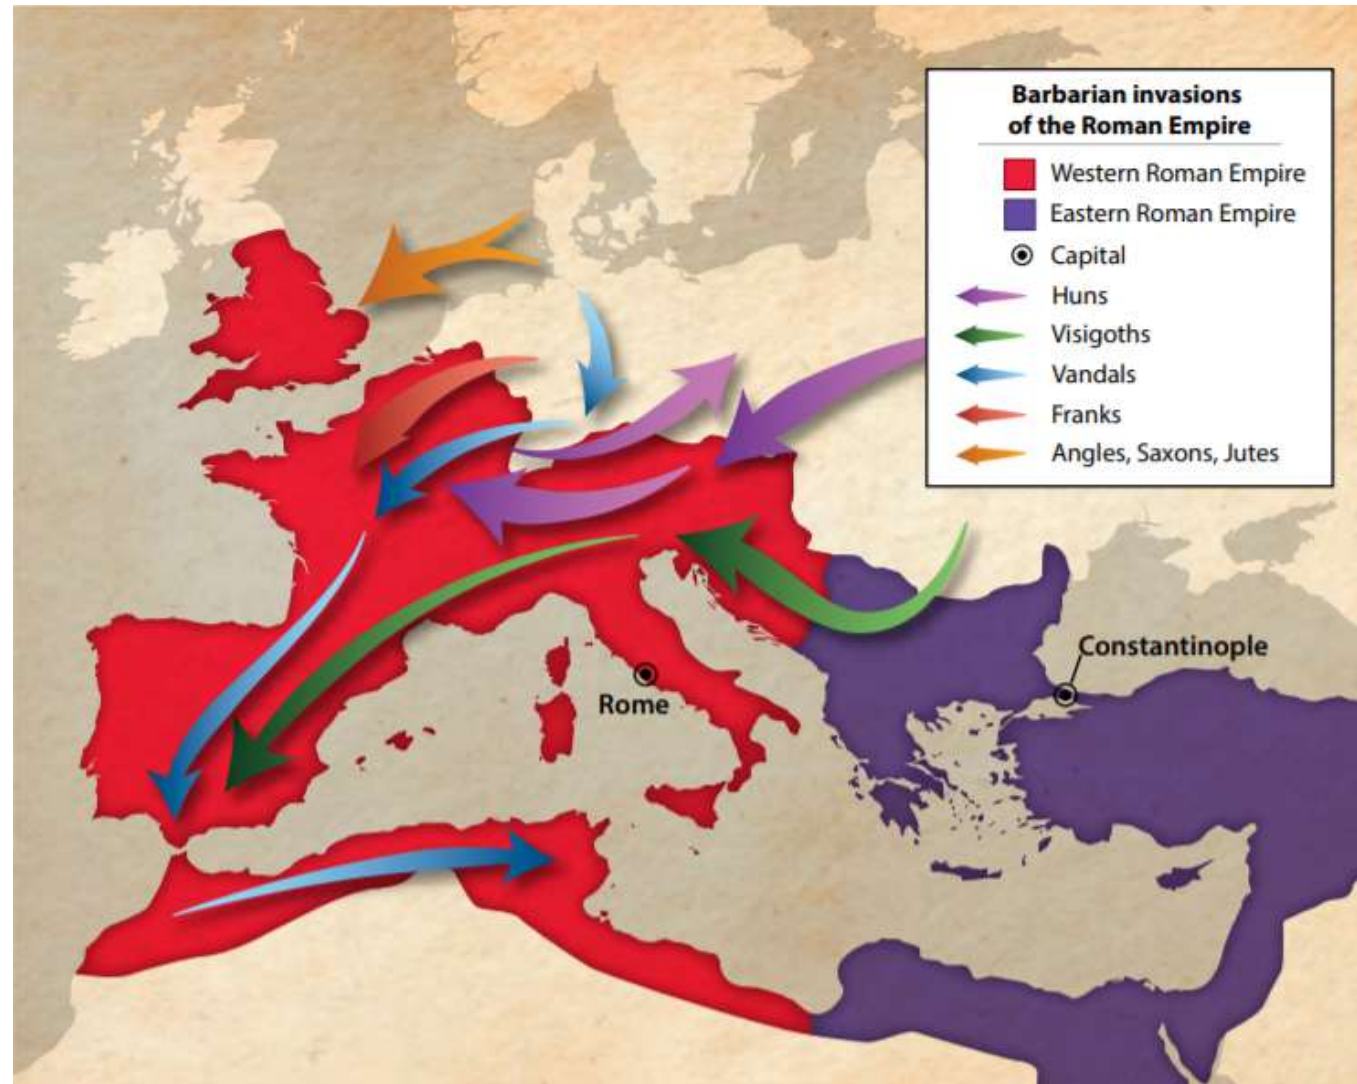 Barbarian invasions
of the Roman Empire
Western Roman Empire
Eastern Roman Empire
Capital
Huns
Visigoths
Vandals
Franks
Angles, Saxons, Jutes
Constantinople
Rome